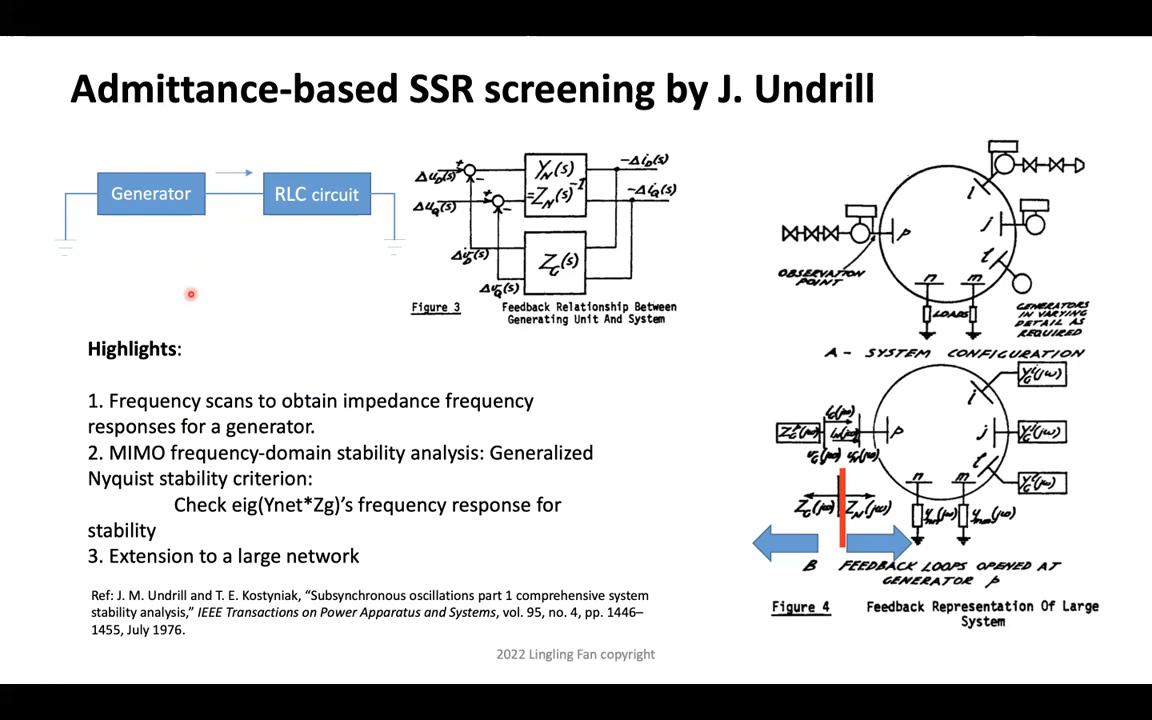 Admittance-based SSR screening by J. Undrill
Generator
RLC circuit
Figure 3
Feedback Relationship Between
Generating Unit And System
Highlights:
1. Frequency scans to obtain impedance frequency
responses for a generator.
2. MIMO frequency-domain stability analysis: Generalized
Nyquist stability criterion:
Check eig(Ynet*Zg)’s frequency response for
stability
3. Extension to a large network
Ref: J. M. Undrill and T. E. Kostyniak, “Subsynchronous oscillations part 1 comprehensive system
stability analysis,” IEEE Transactions on Power Apparatus and Systems, vol. 95, no. 4, pp. 1446–
1455, July 1976.
OBSERVATION
POINT
LOADS
GENERATORS
IN VARYING
DETAIL AS
REQUIRED
A - SYSTEM CONFIGURATION
B FEEDBACK LOOPS OPENED AT
GENERATOR p
Figure 4
Feedback Representation Of Large
System
2022 Lingling Fan copyright